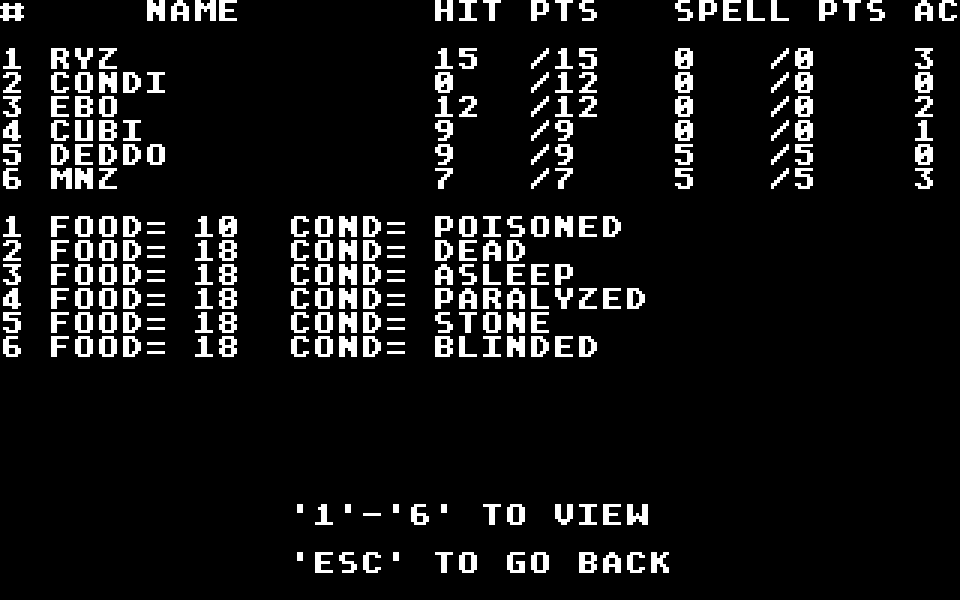 # NAME HIT PTS SPELL PTS AC
1 RYZ 15 /15 0 /0 3
2 CONDI 0 /12 0 /0 0
3 EBO 12 /12 0 /0 2
4 CUBI 9 /9 0 /0 1
5 DEDDO 9 /9 5 /5 0
6 MNZ 7 /7 5 /5 3
1 FOOD= 10 COND= POISONED
2 FOOD= 18 COND= DEAD
3 FOOD= 18 COND= ASLEEP
4 FOOD= 18 COND= PARALYZED
5 FOOD= 18 COND= STONE
6 FOOD= 18 COND= BLINDED
'1'-'6' TO VIEW
'ESC' TO GO BACK